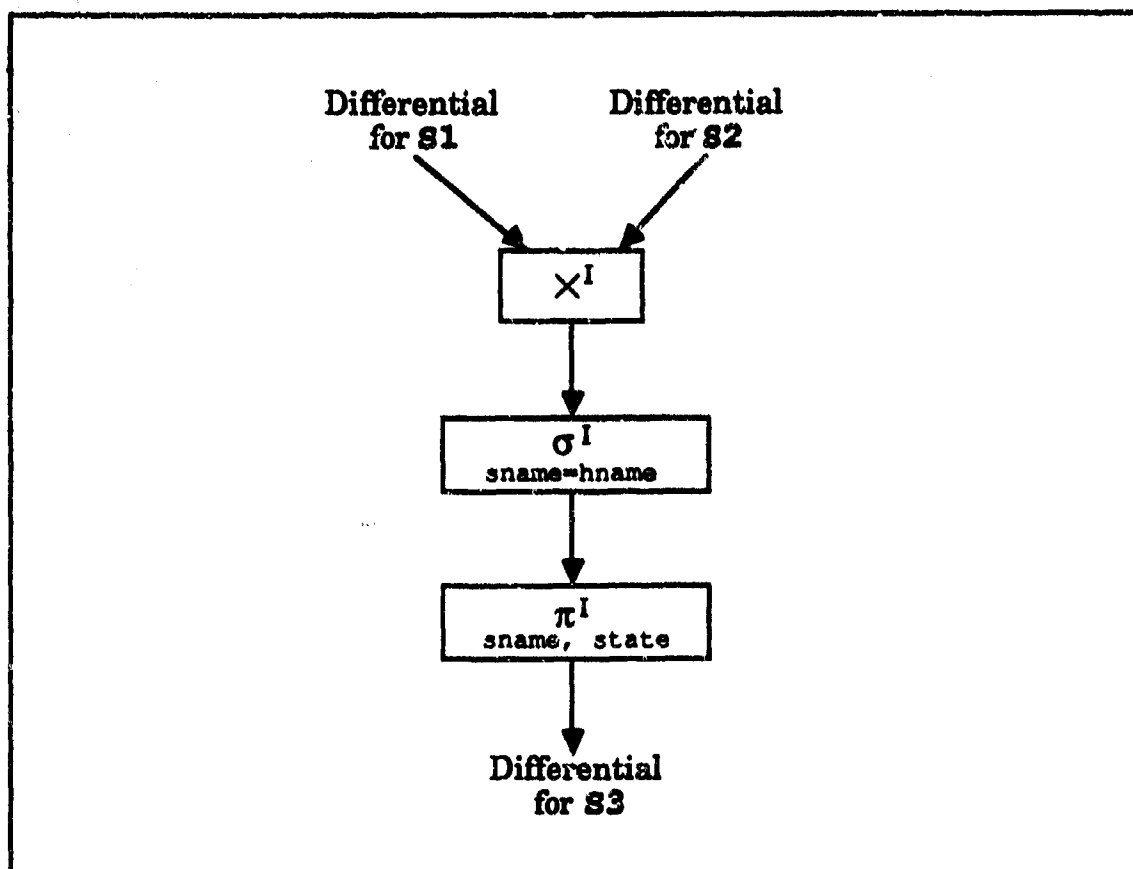 Differential Differential
for S1 for S2
×ᴵ
σᴵ
sname=hname
πᴵ
sname, state
Differential
for S3